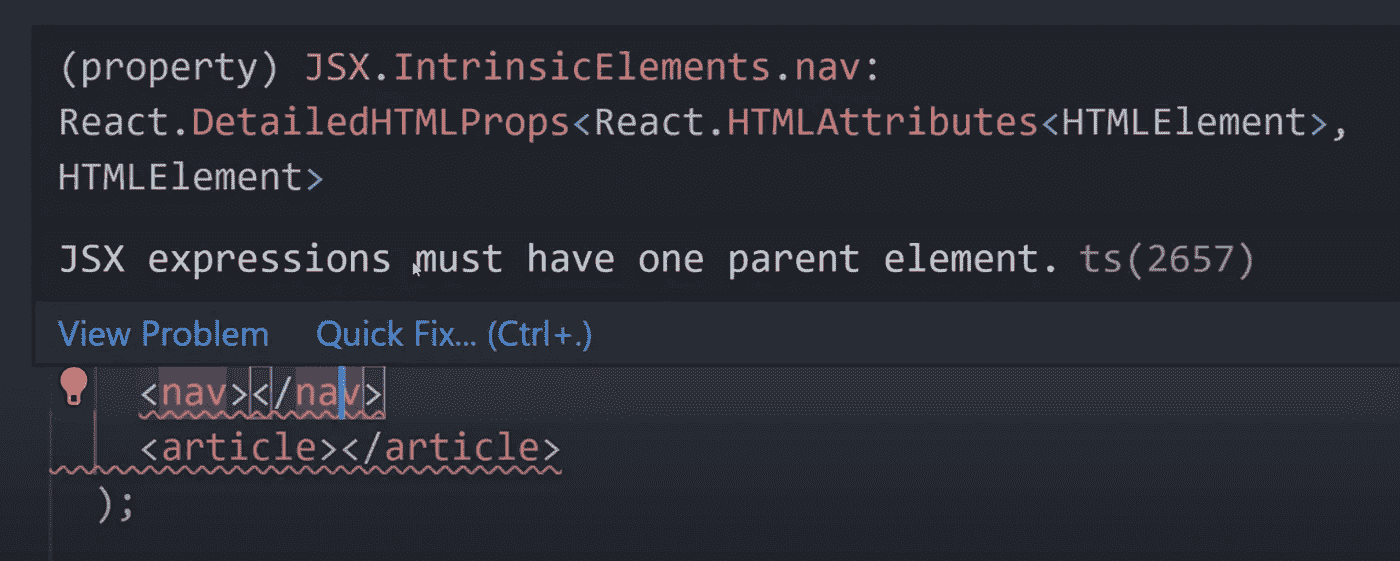 (property) JSX.IntrinsicElements.nav:
React.DetailedHTMLProps<React.HTMLAttributes<HTMLElement>,
HTMLElement>
JSX expressions must have one parent element. ts(2657)
View Problem Quick Fix... (Ctrl+.)
<nav></nav>
<article></article>
);